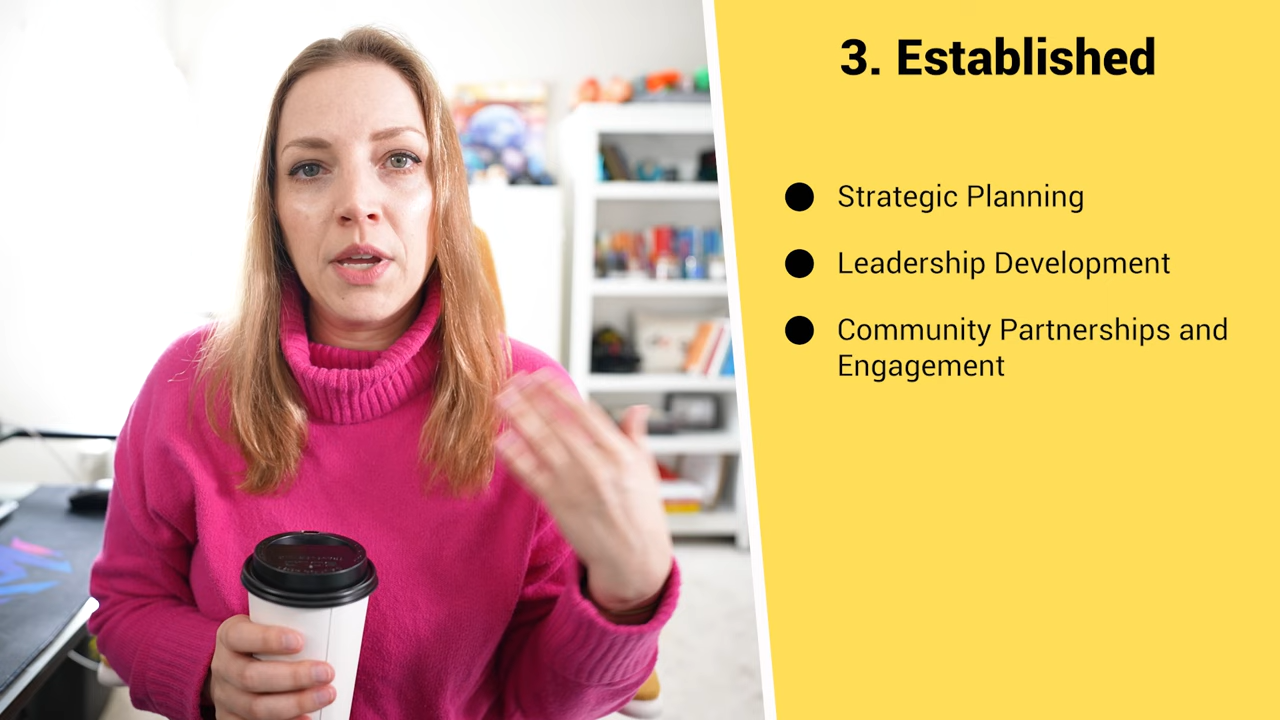 3. Established
Strategic Planning
Leadership Development
Community Partnerships and
Engagement